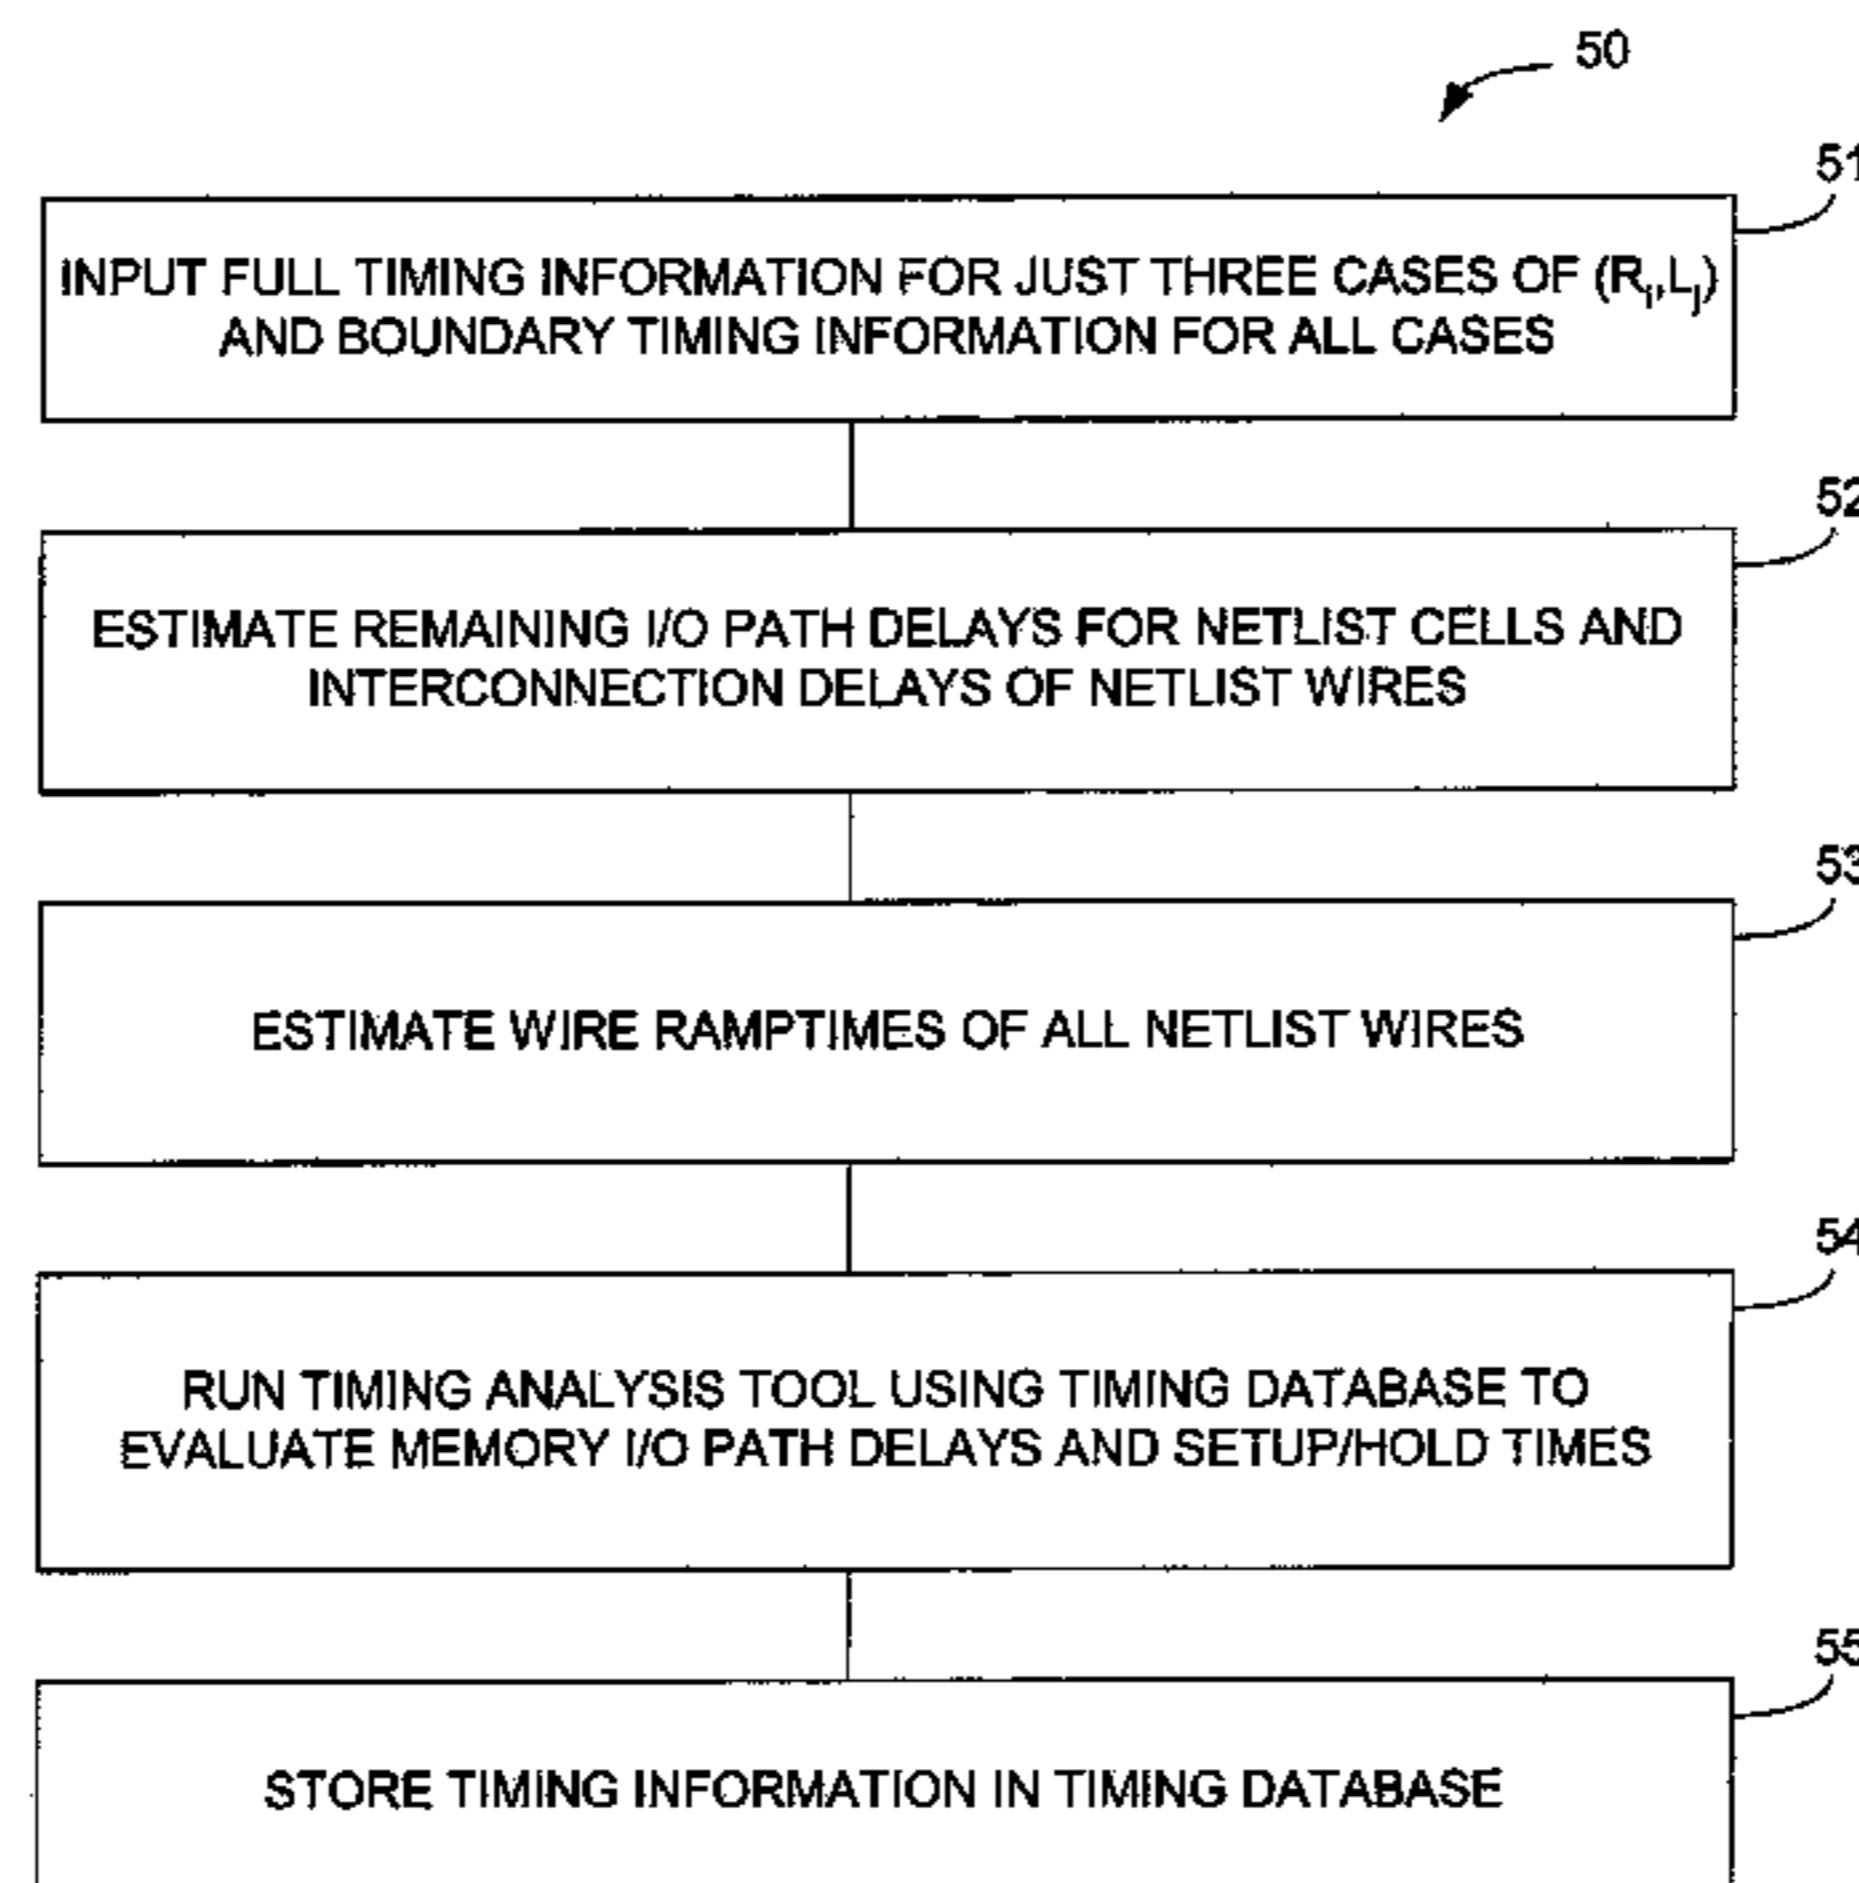 50
51
INPUT FULL TIMING INFORMATION FOR JUST THREE CASES OF (Ri,Lj)
AND BOUNDARY TIMING INFORMATION FOR ALL CASES
52
ESTIMATE REMAINING I/O PATH DELAYS FOR NETLIST CELLS AND
INTERCONNECTION DELAYS OF NETLIST WIRES
53
ESTIMATE WIRE RAMPTIMES OF ALL NETLIST WIRES
54
RUN TIMING ANALYSIS TOOL USING TIMING DATABASE TO
EVALUATE MEMORY I/O PATH DELAYS AND SETUP/HOLD TIMES
55
STORE TIMING INFORMATION IN TIMING DATABASE